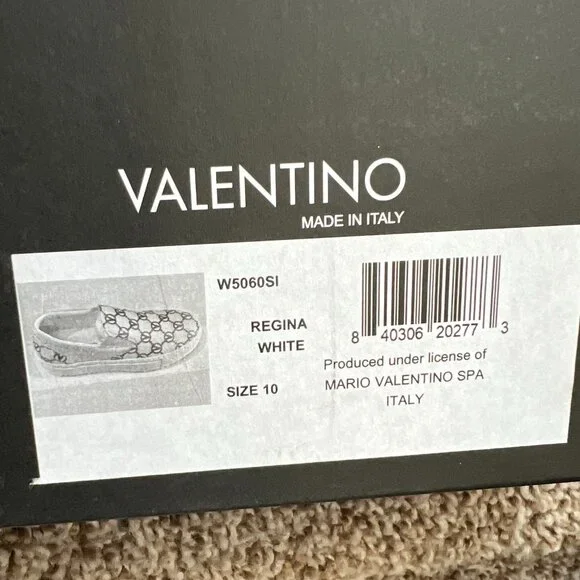 VALENTINO
MADE IN ITALY
W5060SI
REGINA
WHITE
SIZE 10
8 40306 20277 3
Produced under license of
MARIO VALENTINO SPA
ITALY